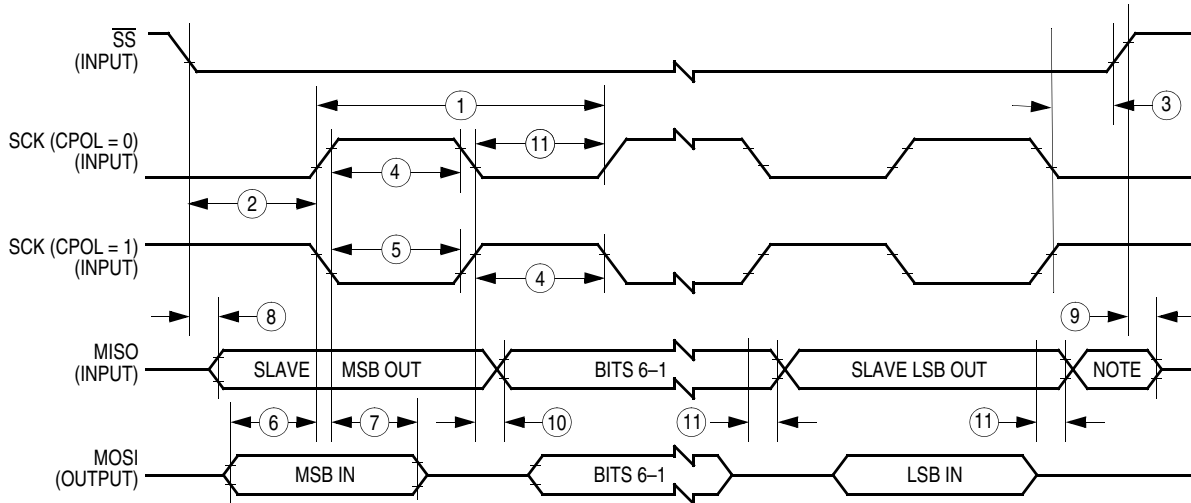 SS
(INPUT)
1
3
SCK (CPOL = 0)
(INPUT)
11
4
2
SCK (CPOL = 1)
(INPUT)
5
4
8
9
MISO
(INPUT)
SLAVE MSB OUT
BITS 6–1
SLAVE LSB OUT
NOTE
6
7
10
11
11
MOSI
(OUTPUT)
MSB IN
BITS 6–1
LSB IN